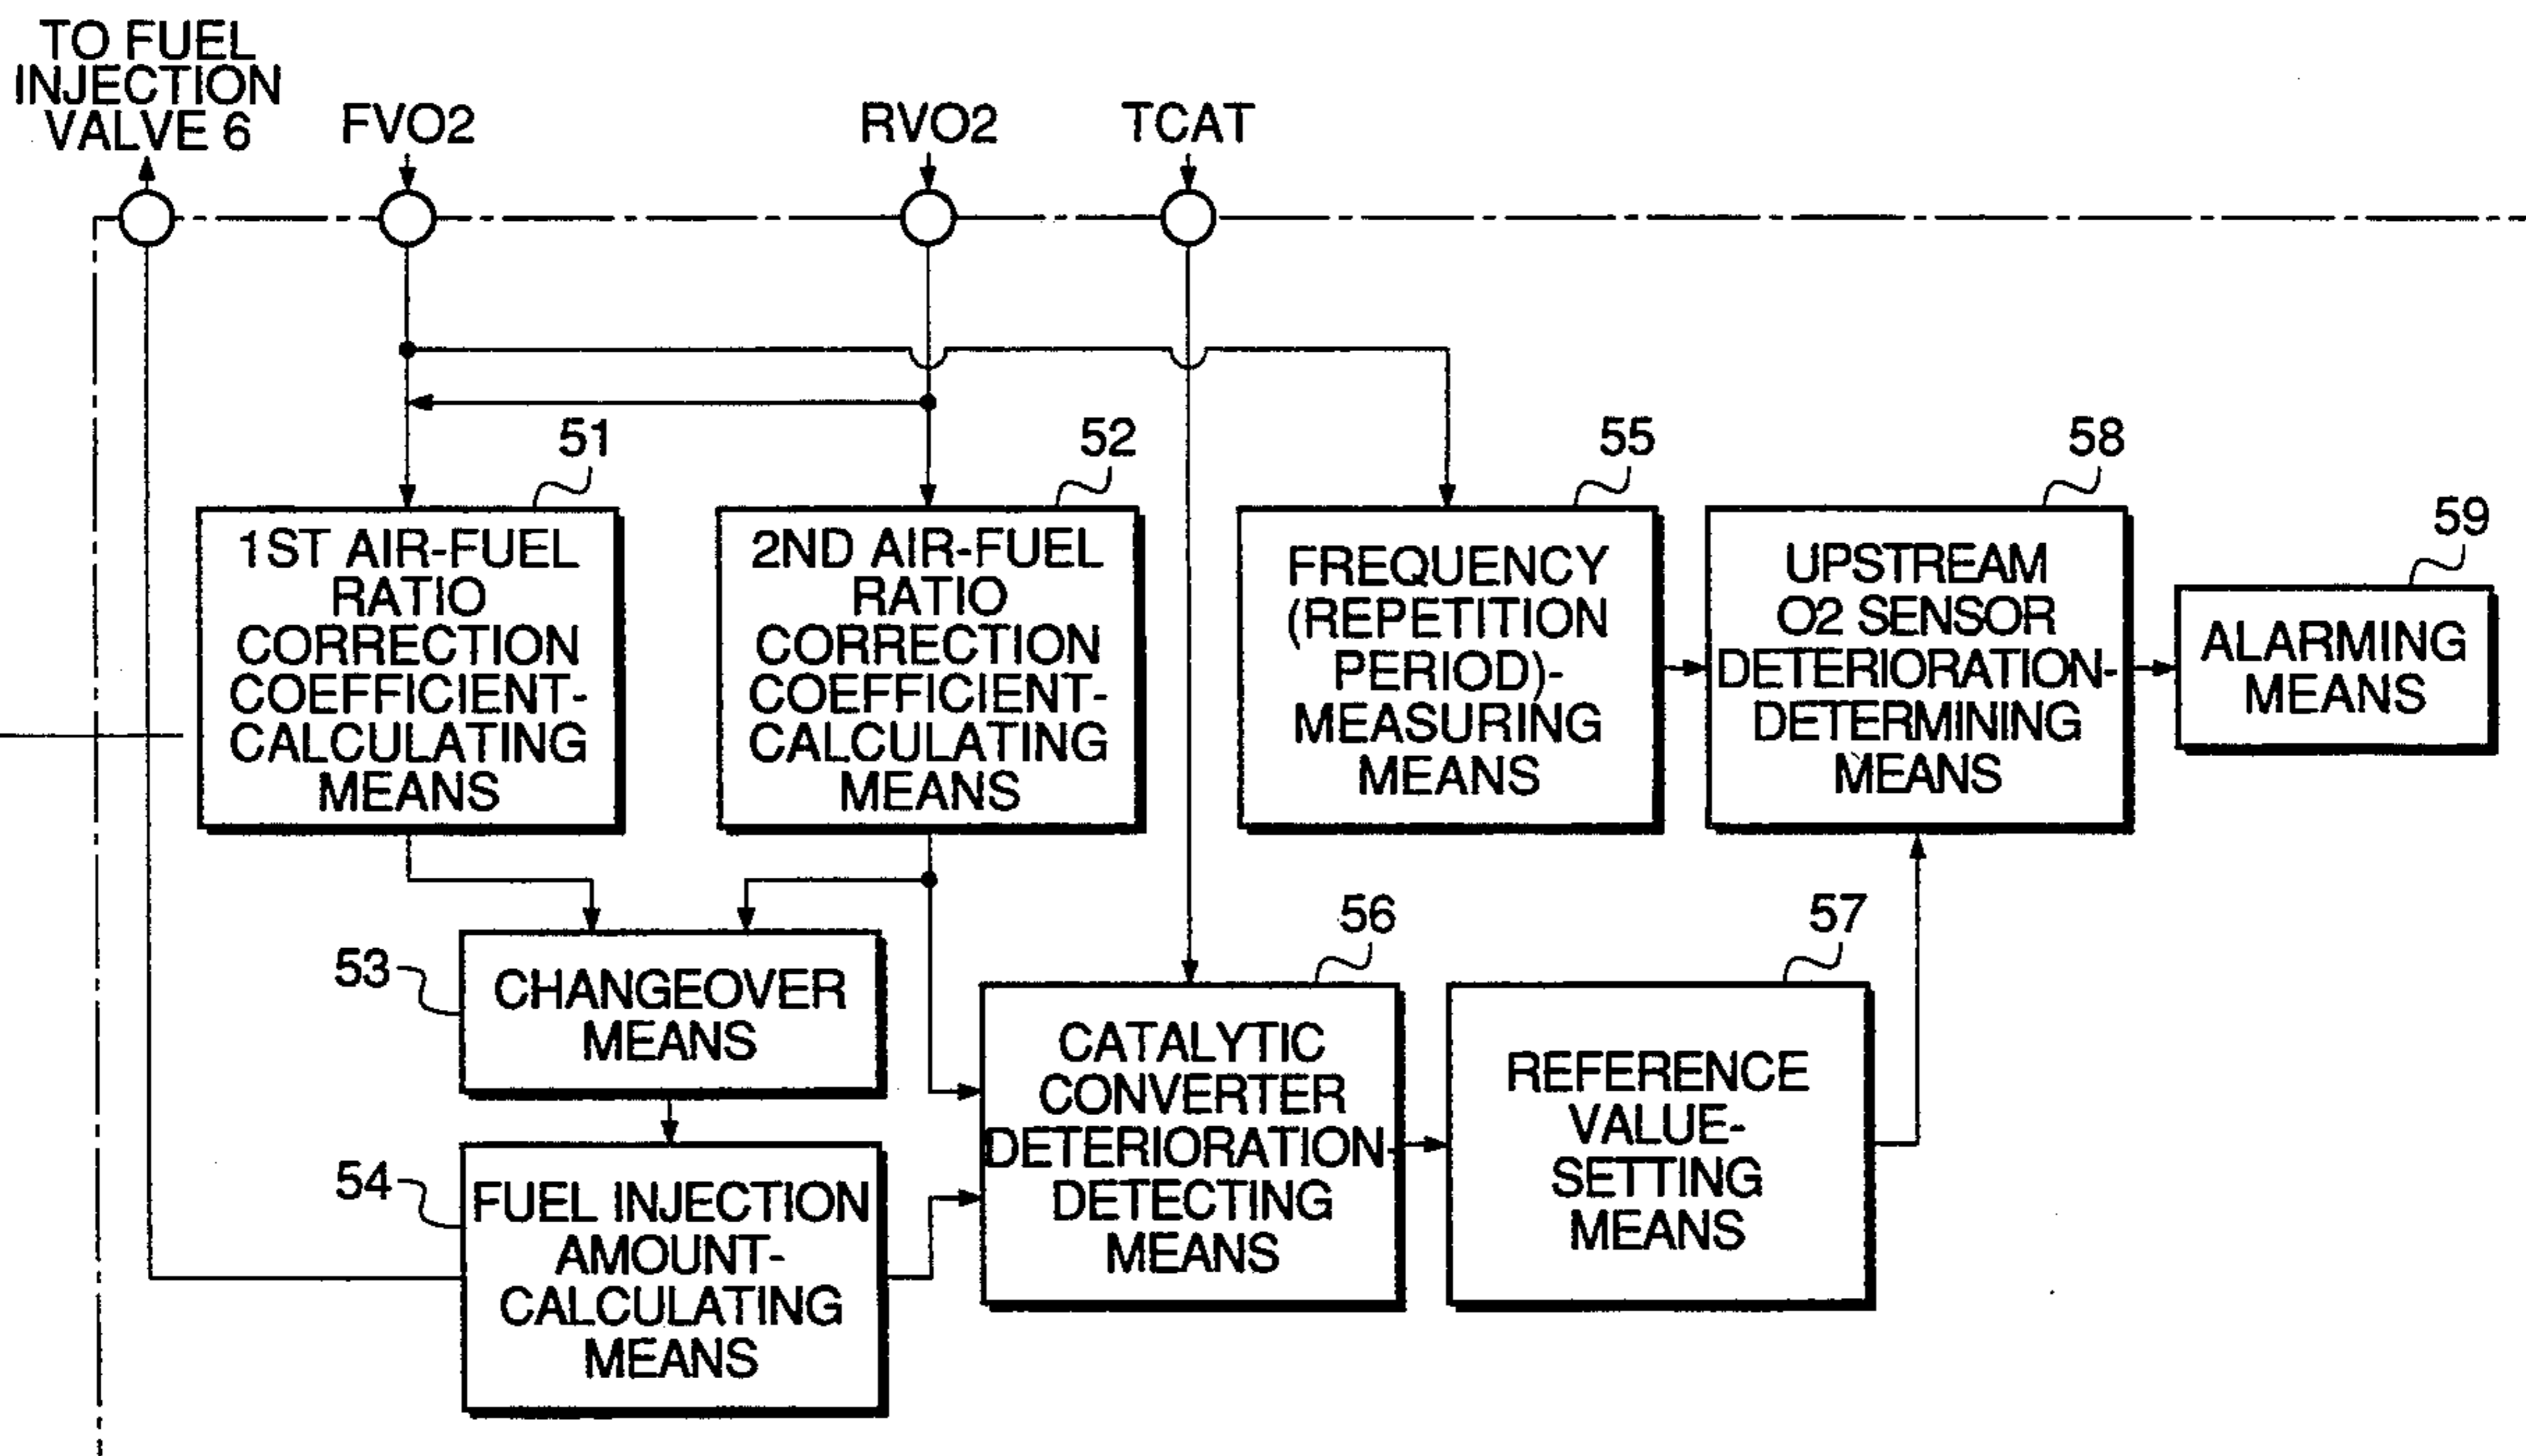 TO FUEL
INJECTION
VALVE 6
FVO2
RVO2
TCAT
51
52
55
58
59
1ST AIR-FUEL
RATIO
CORRECTION
COEFFICIENT-
CALCULATING
MEANS
2ND AIR-FUEL
RATIO
CORRECTION
COEFFICIENT-
CALCULATING
MEANS
FREQUENCY
(REPETITION
PERIOD)-
MEASURING
MEANS
UPSTREAM
O2 SENSOR
DETERIORATION-
DETERMINING
MEANS
ALARMING
MEANS
53
CHANGEOVER
MEANS
56
57
54
FUEL INJECTION
AMOUNT-
CALCULATING
MEANS
CATALYTIC
CONVERTER
DETERIORATION-
DETECTING
MEANS
REFERENCE
VALUE-
SETTING
MEANS